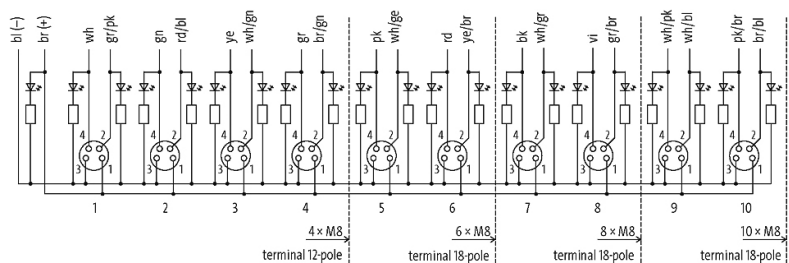 bl (–) br (+) wh gr/pk gn rd/bl ye wh/gn gr br/gn pk wh/ge rd ye/br bk wh/gr vi gr/br wh/pk wh/bl pk/br br/bl
4 2 4 2 4 2 4 2 4 2 4 2 4 2 4 2 4 2 4 2
3 1 3 1 3 1 3 1 3 1 3 1 3 1 3 1 3 1 3 1
1 2 3 4 5 6 7 8 9 10
4 × M8 6 × M8 8 × M8 10 × M8
terminal 12-pole terminal 18-pole terminal 18-pole terminal 18-pole